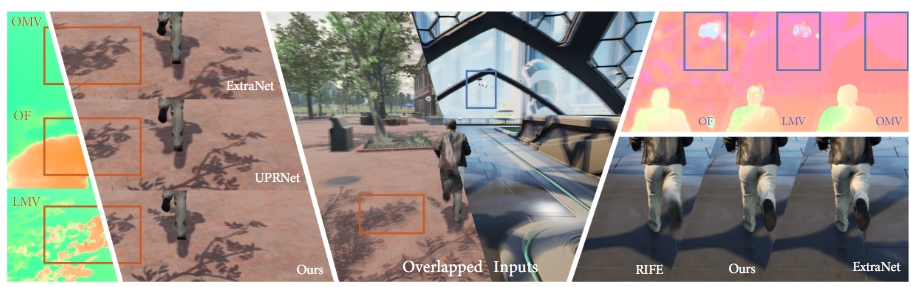 OMV
ExtraNet
OF
UPRNet
LMV
Ours
Overlapped Inputs
OF
LMV
OMV
RIFE
Ours
ExtraNet